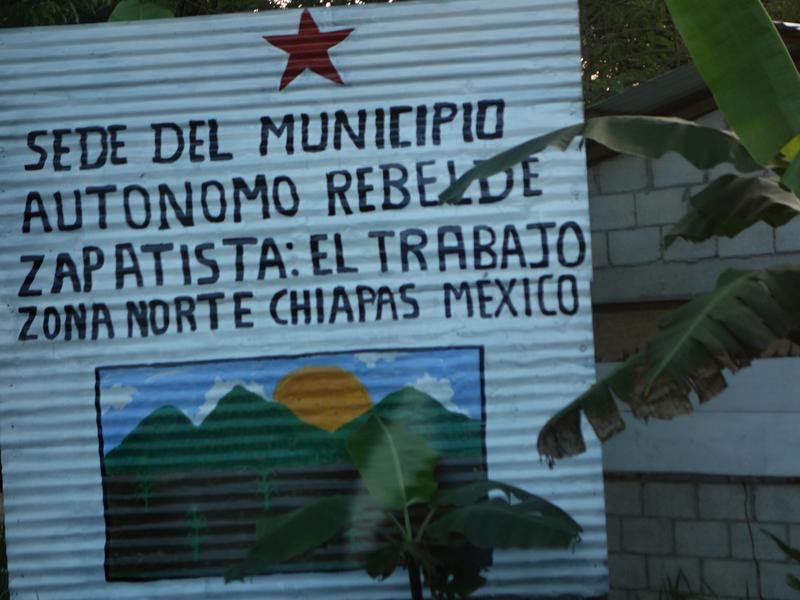 SEDE DEL MUNICIPIO
AUTONOMO REBELDE
ZAPATISTA: EL TRABAJO
ZONA NORTE CHIAPAS MÉXICO